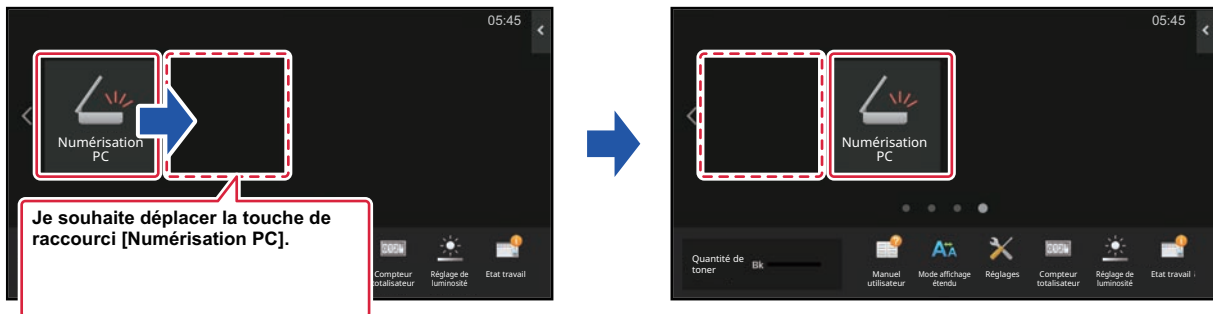 05:45
Numérisation
PC
Je souhaite déplacer la touche de
raccourci [Numérisation PC].
Compteur
totalisateur
Réglage de
luminosité
Etat travail
05:45
Numérisation
PC
Quantité de
toner
Bk
Manuel
utilisateur
Mode affichage
étendu
Réglages
Compteur
totalisateur
Réglage de
luminosité
Etat travail